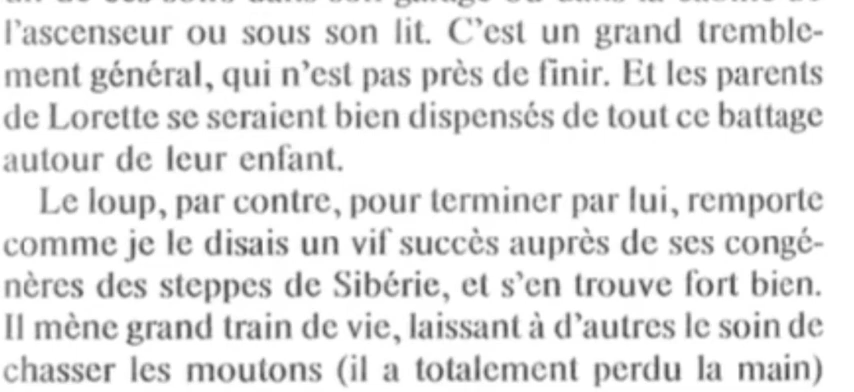 l'ascenseur ou sous son lit. C'est un grand tremble-
ment général, qui n'est pas près de finir. Et les parents
de Lorette se seraient bien dispensés de tout ce battage
autour de leur enfant.
Le loup, par contre, pour terminer par lui, remporte
comme je le disais un vif succès auprès de ses congé-
nères des steppes de Sibérie, et s'en trouve fort bien.
Il mène grand train de vie, laissant à d'autres le soin de
chasser les moutons (il a totalement perdu la main)